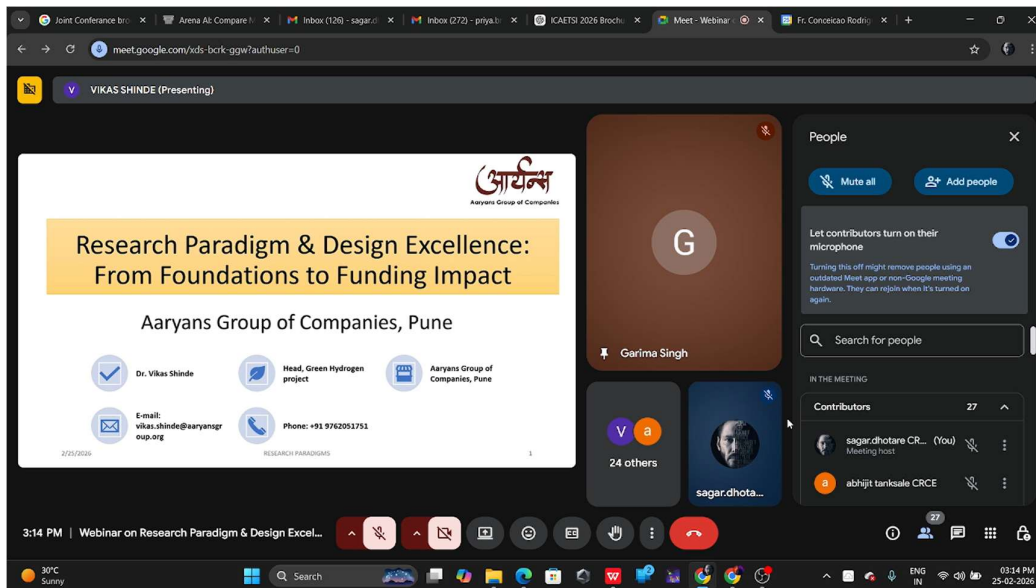 Joint Conferance bro
Arena AI: Compare M
Inbox (126) - sagar.d
Inbox (272) - priya.br
ICAETSI 2026 Brochu
Meet - Webinar o
Fr. Conceicao Rodrig
meet.google.com/xds-bcrk-ggw?authuser=0
V VIKAS SHINDE (Presenting)
आर्यन्स
Aaryans Group of Companies
Research Paradigm & Design Excellence:
From Foundations to Funding Impact
Aaryans Group of Companies, Pune
Dr. Vikas Shinde
Head, Green Hydrogen
project
Aaryans Group of
Companies, Pune
E-mail:
vikas.shinde@aaryansgr
oup.org
Phone: +91 9762051751
2/25/2026
RESEARCH PARADIGMS
1
G
Garima Singh
V a
24 others
sagar.dhota...
People
Mute all
Add people
Let contributors turn on their
microphone
Turning this off might remove people using an
outdated Meet app or non-Google meeting
hardware. They can rejoin when it's turned on
again.
Search for people
IN THE MEETING
Contributors 27
sagar.dhotare CR... (You)
Meeting host
a abhijit tanksale CRCE
3:14 PM | Webinar on Research Paradigm & Design Excel...
CC
27
30°C
Sunny
Search
ENG
IN
03:14 PM
25-02-2026